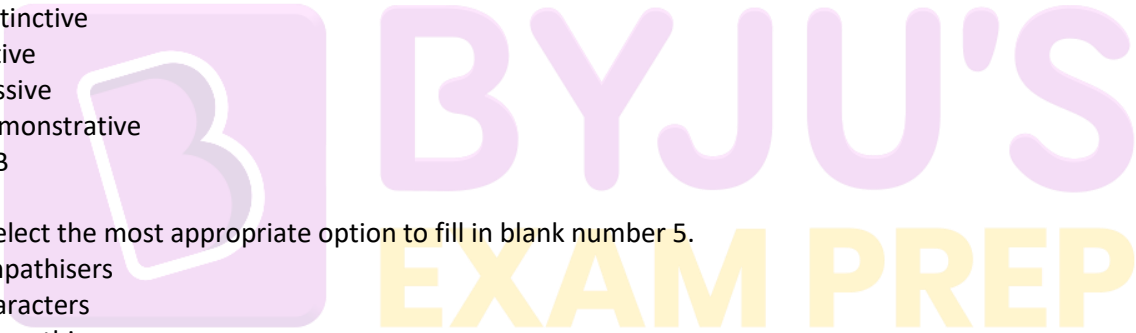 tinctive
tive
ssive
monstrative
B
elect the most appropriate option to fill in blank number 5.
npathisers
aracters
BYJU'S
EXAM PREP